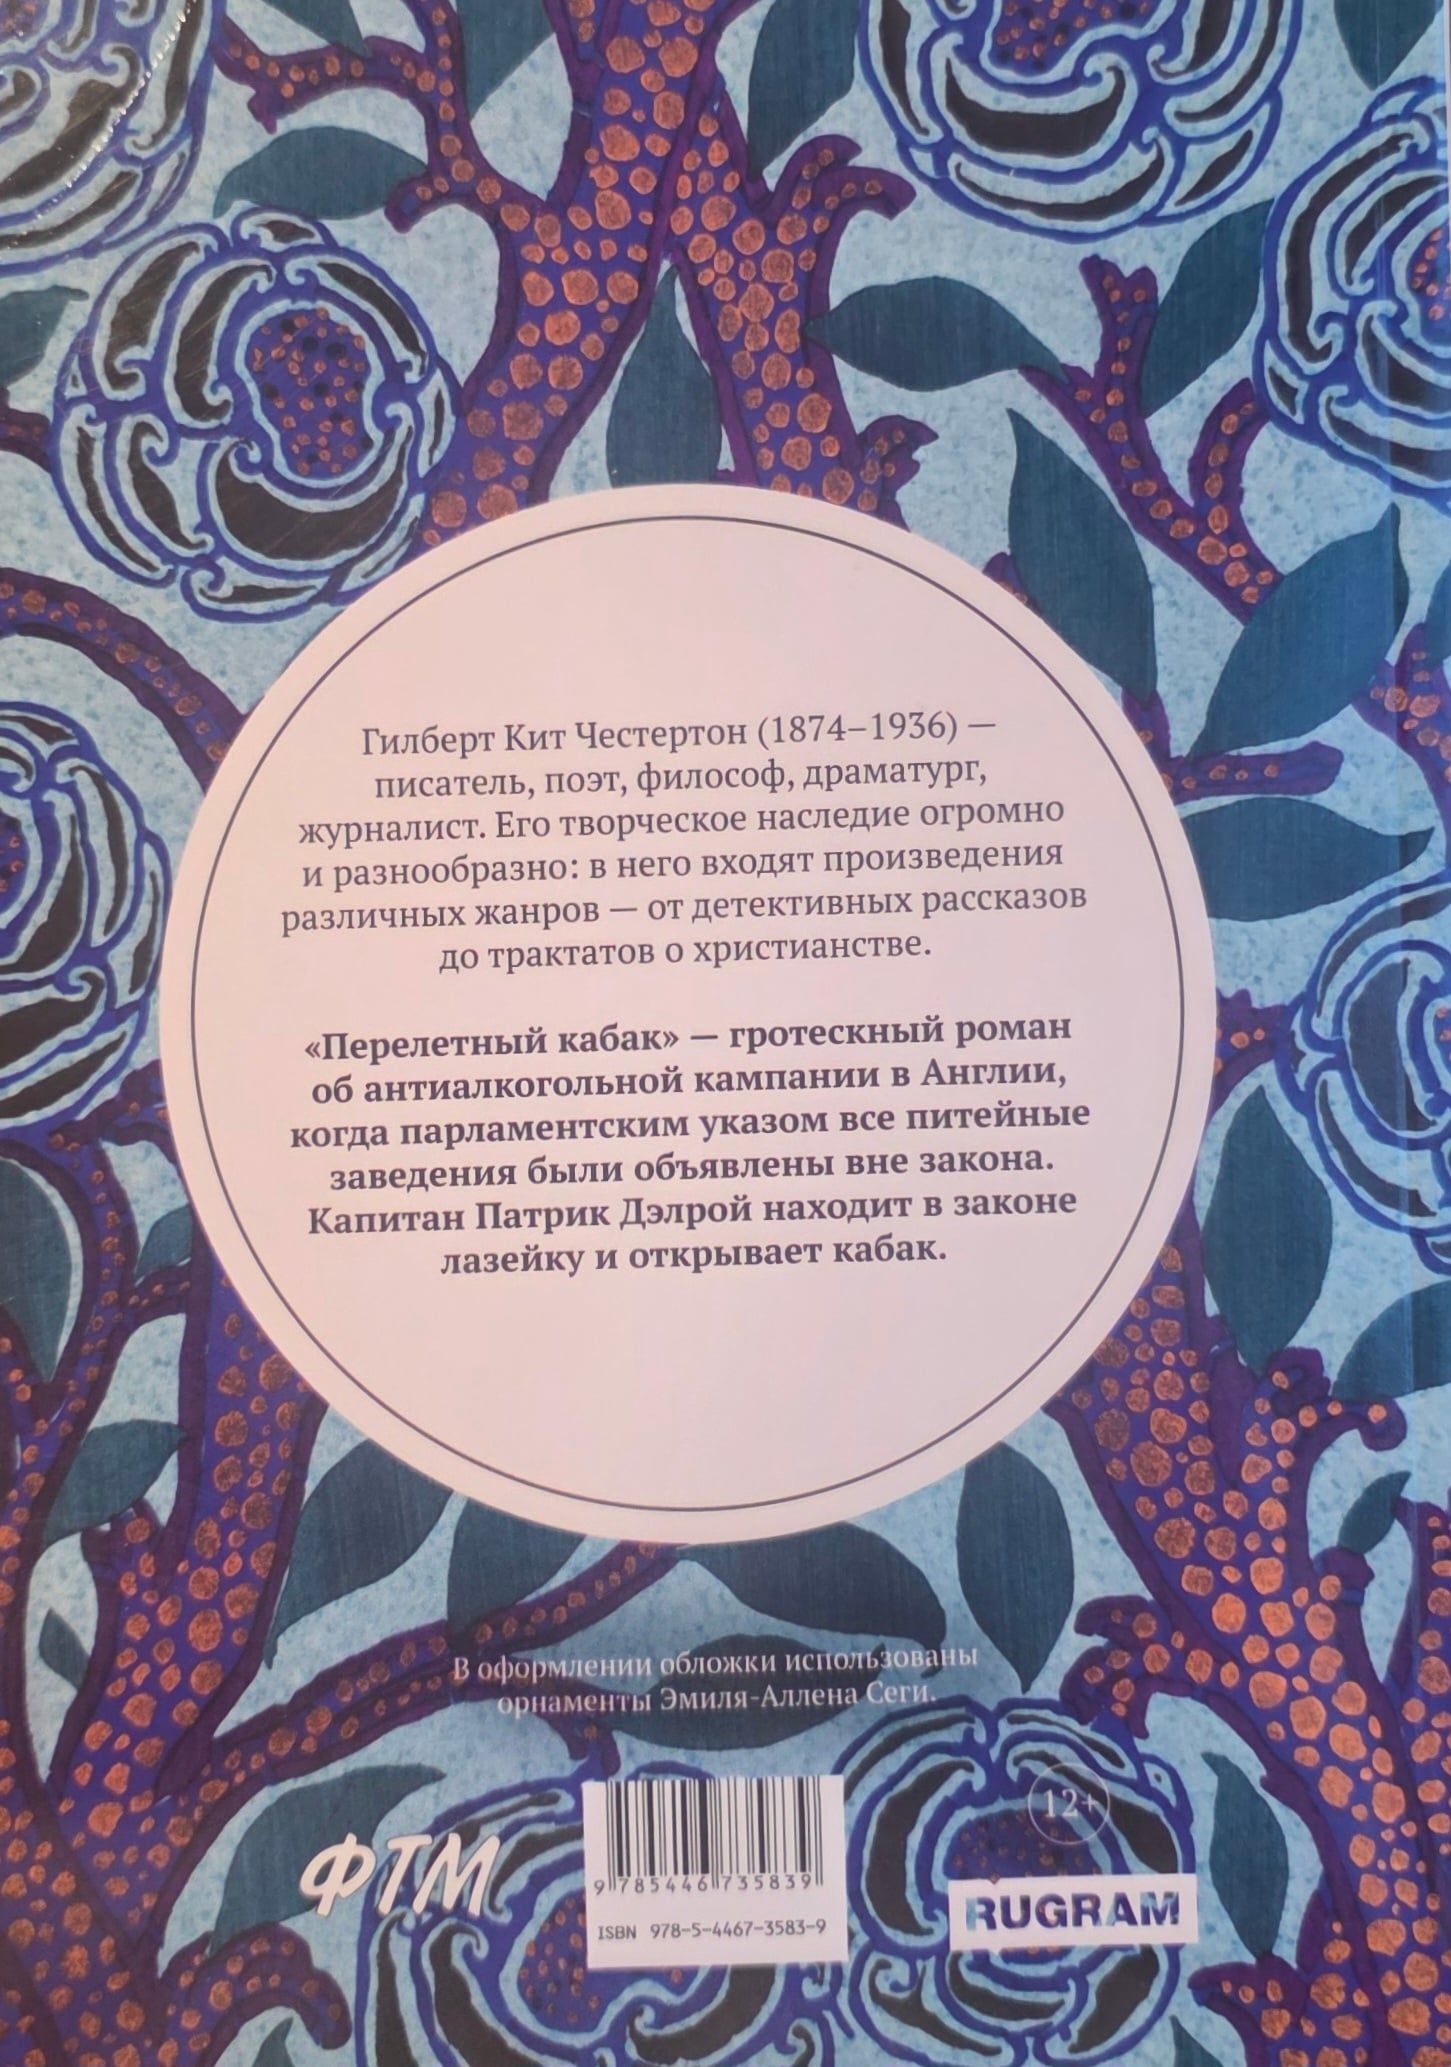 Гилберт Кит Честертон (1874–1936) —
писатель, поэт, философ, драматург,
журналист. Его творческое наследие огромно
и разнообразно: в него входят произведения
различных жанров — от детективных рассказов
до трактатов о христианстве.
«Перелетный кабак» — гротескный роман
об антиалкогольной кампании в Англии,
когда парламентским указом все питейные
заведения были объявлены вне закона.
Капитан Патрик Дэлрой находит в законе
лазейку и открывает кабак.
В оформлении обложки использованы
орнаменты Эмиля-Аллена Сеги.
ФТМ
9 785446 735839
ISBN 978-5-4467-3583-9
12+
RUGRAM